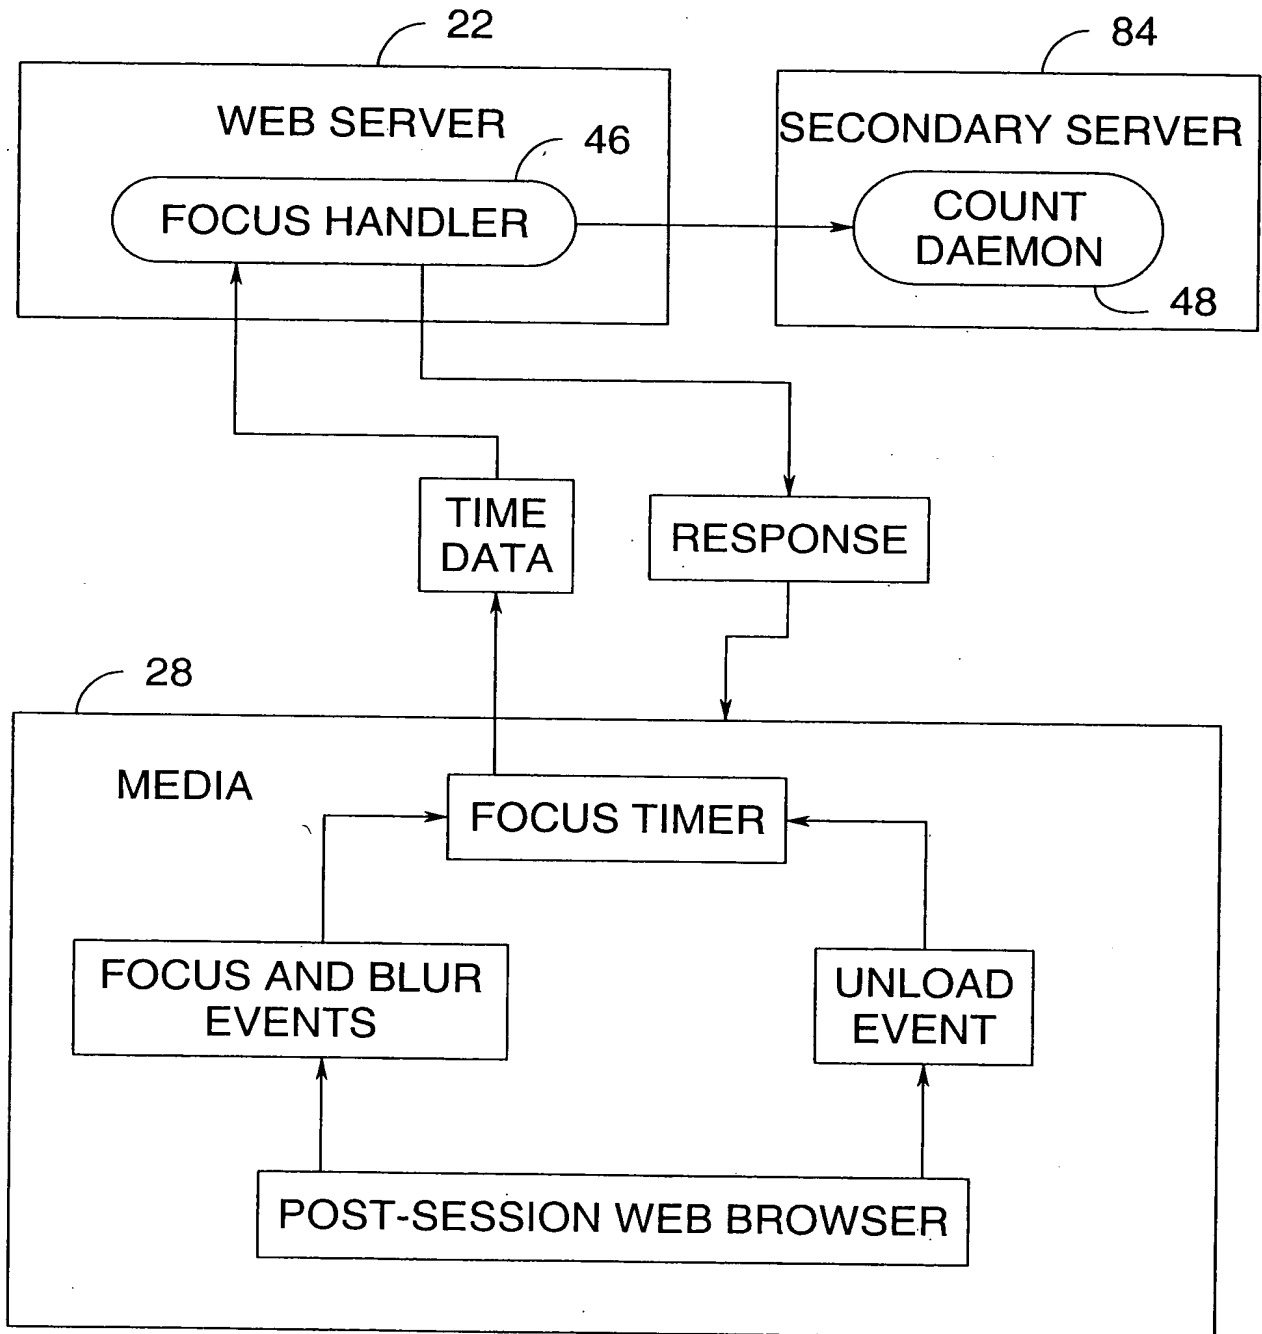 22
84
WEB SERVER
SECONDARY SERVER
46
FOCUS HANDLER
COUNT
DAEMON
48
TIME
DATA
RESPONSE
28
MEDIA
FOCUS TIMER
FOCUS AND BLUR
EVENTS
UNLOAD
EVENT
POST-SESSION WEB BROWSER